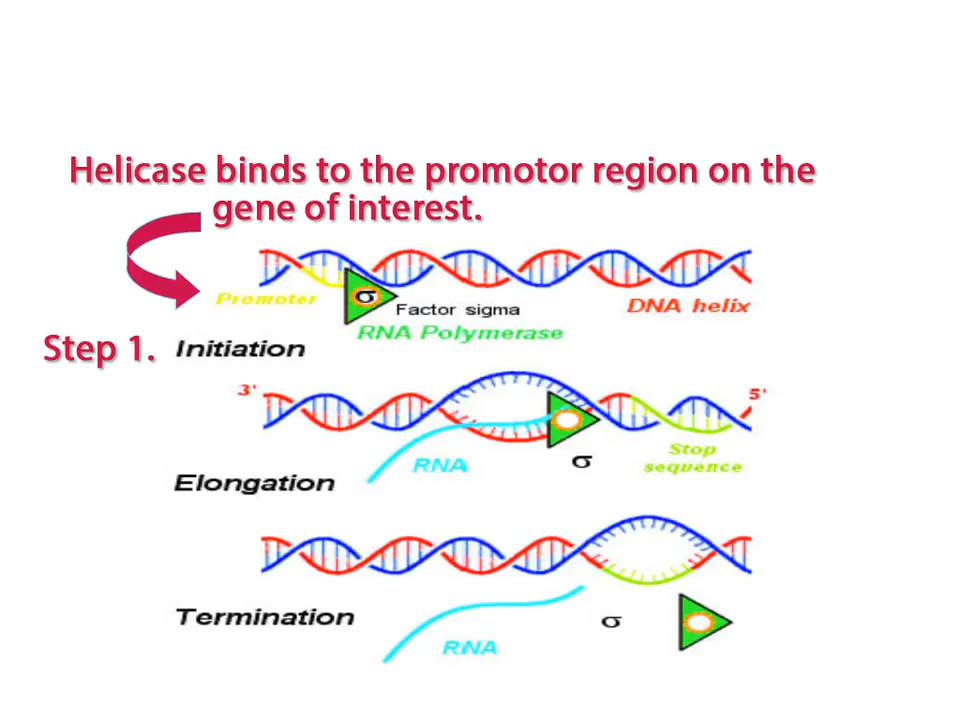 Helicase binds to the promotor region on the
gene of interest.
Promoter
σ
Factor sigma
RNA Polymerase
DNA helix
Step 1.
Initiation
3'
5'
RNA
σ
Stop
sequence
Elongation
Termination
σ
RNA